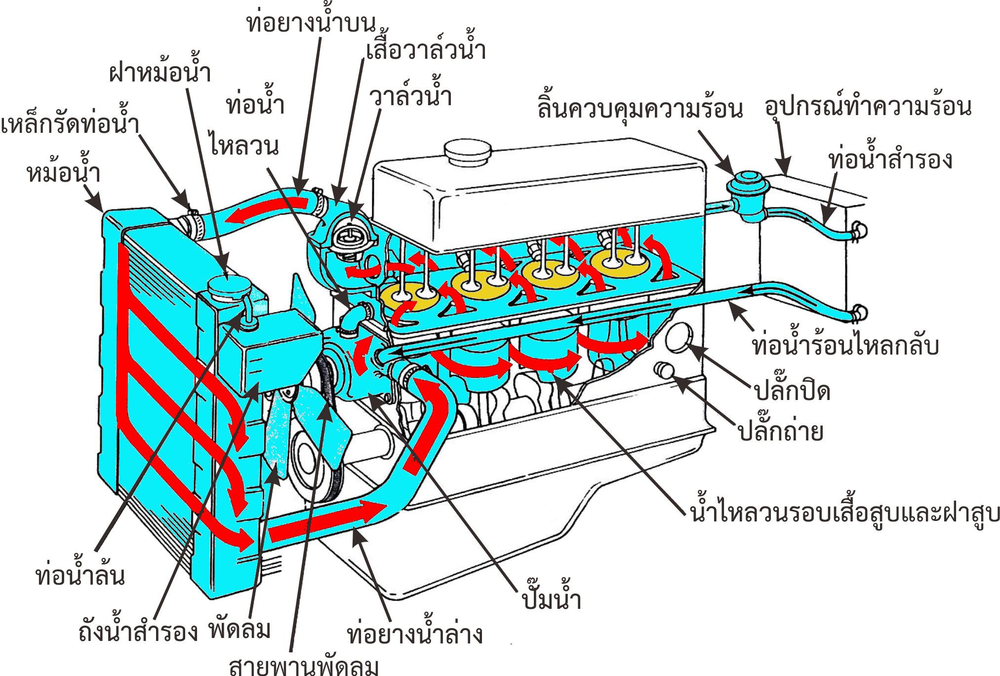 ท่อยางน้ำบน
เสื้อวาล์วน้ำ
ฝาหม้อน้ำ
ท่อน้ำ
ไหลวน
วาล์วน้ำ
ลิ้นควบคุมความร้อน
อุปกรณ์ทำความร้อน
เหล็กรัดท่อน้ำ
หม้อน้ำ
ท่อน้ำสำรอง
ท่อน้ำร้อนไหลกลับ
ปลั๊กปิด
ปลั๊กถ่าย
น้ำไหลวนรอบเสื้อสูบและฝาสูบ
ท่อน้ำล้น
ปั๊มน้ำ
ถังน้ำสำรอง
พัดลม
ท่อยางน้ำล่าง
สายพานพัดลม